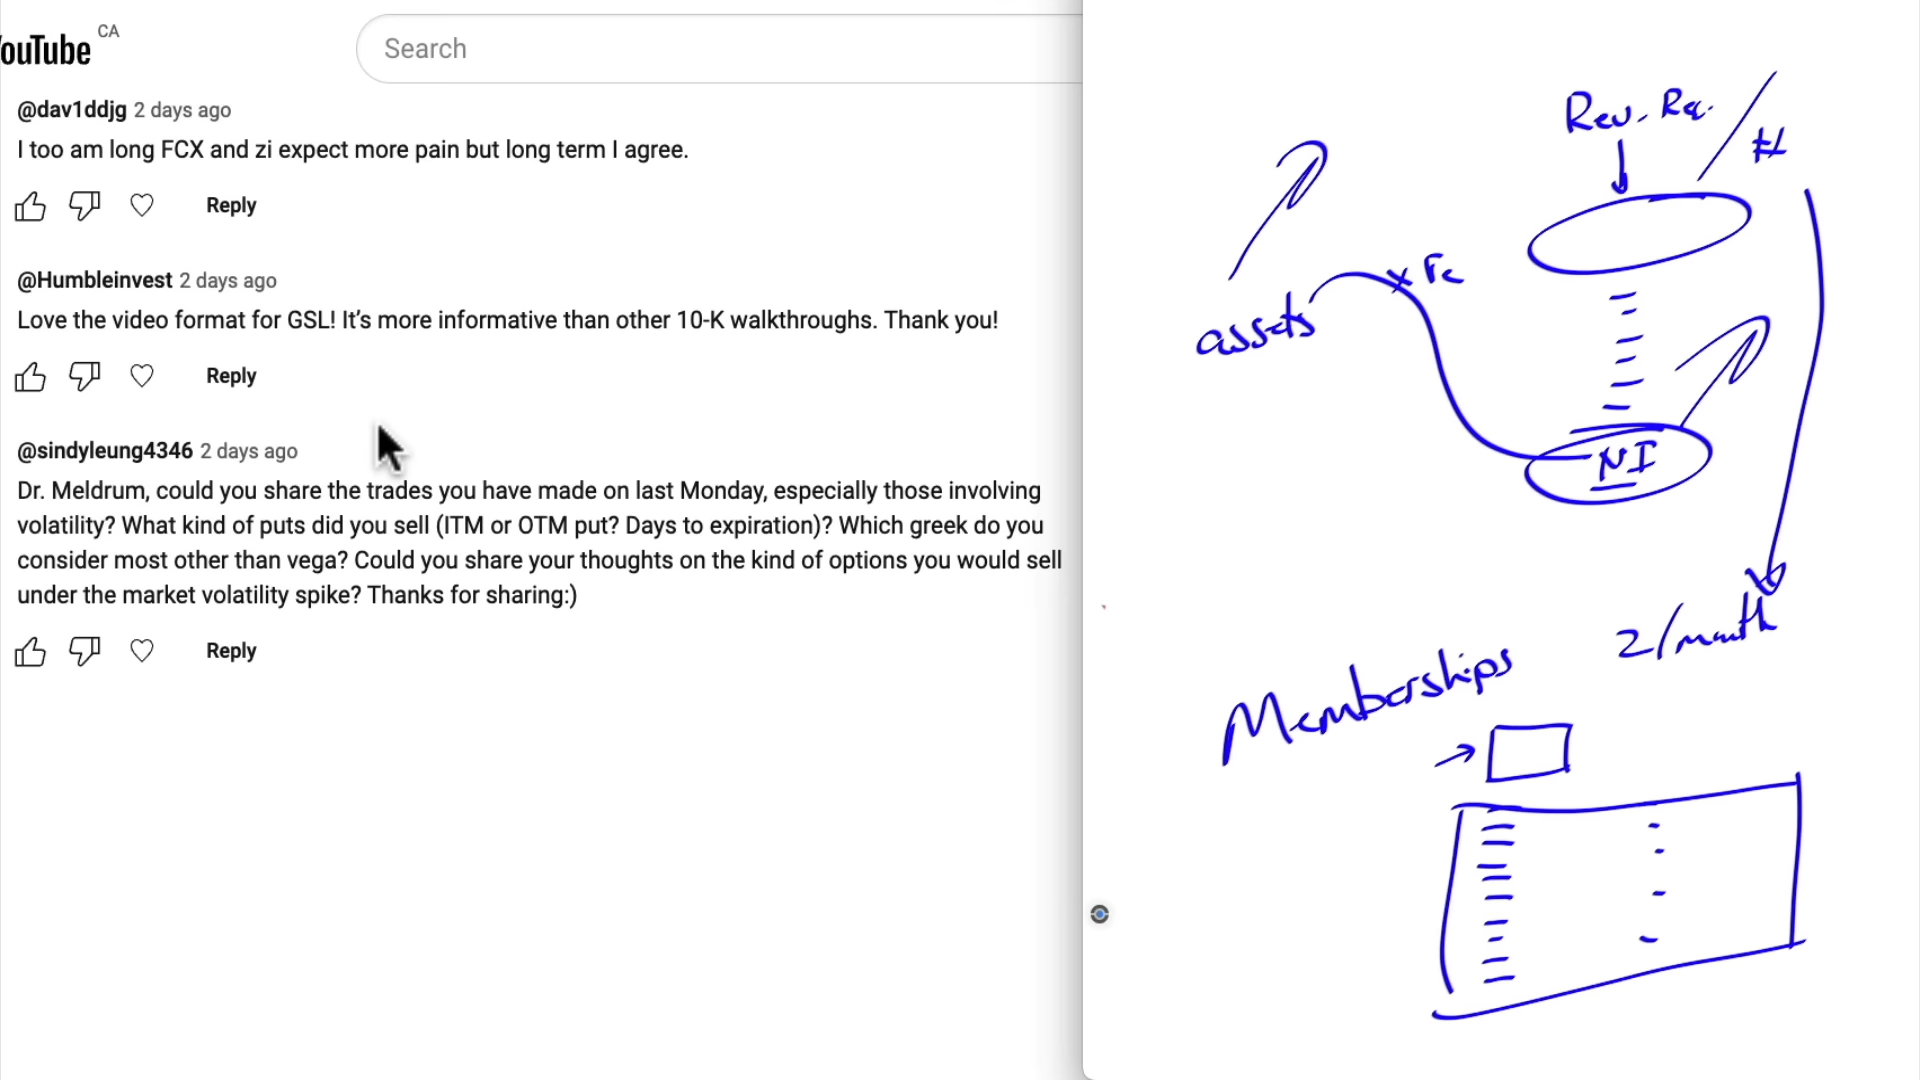 ouTube CA
Search
@dav1ddjg 2 days ago
I too am long FCX and zi expect more pain but long term I agree.
Reply
@Humbleinvest 2 days ago
Love the video format for GSL! It’s more informative than other 10-K walkthroughs. Thank you!
Reply
@sindyleung4346 2 days ago
Dr. Meldrum, could you share the trades you have made on last Monday, especially those involving
volatility? What kind of puts did you sell (ITM or OTM put? Days to expiration)? Which greek do you
consider most other than vega? Could you share your thoughts on the kind of options you would sell
under the market volatility spike? Thanks for sharing:)
Reply
Rev. Rec. / #
x Fc
assets
NI
2/month
Memberships